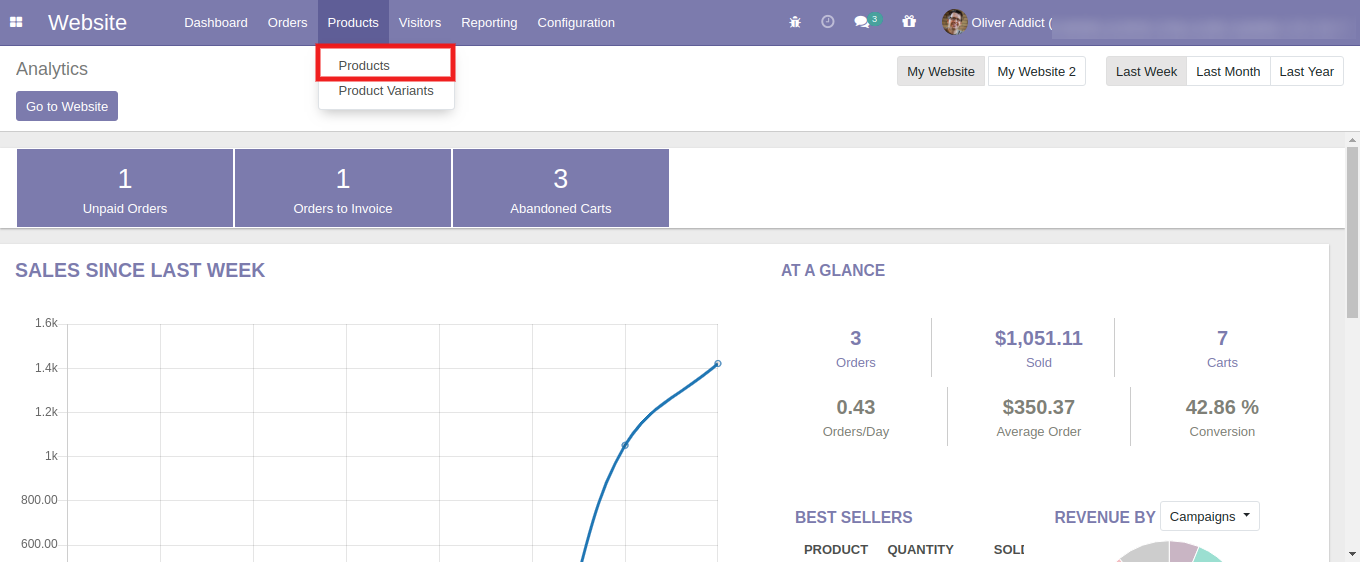 Website Dashboard Orders Products Visitors Reporting Configuration 3 Oliver Addict (
Products
Product Variants
Analytics
Go to Website
My Website My Website 2 Last Week Last Month Last Year
1 1 3
Unpaid Orders Orders to Invoice Abandoned Carts
SALES SINCE LAST WEEK
1.6k
1.4k
1.2k
1k
800.00
600.00
AT A GLANCE
3 $1,051.11 7
Orders Sold Carts
0.43 $350.37 42.86 %
Orders/Day Average Order Conversion
BEST SELLERS
PRODUCT QUANTITY SOLD
REVENUE BY Campaigns